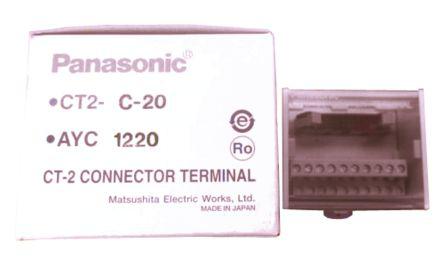 Panasonic®
•CT2- C-20
•AYC 1220
e
Ro
CT-2 CONNECTOR TERMINAL
Matsushita Electric Works, Ltd.
MADE IN JAPAN